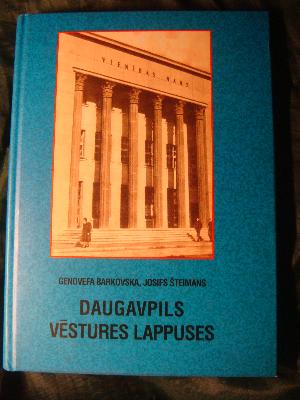 VIENĪBAS NAMS
GENOVEFA BARKOVSKA, JOSIFS ŠTEIMANS
DAUGAVPILS
VĒSTURES LAPPUSES